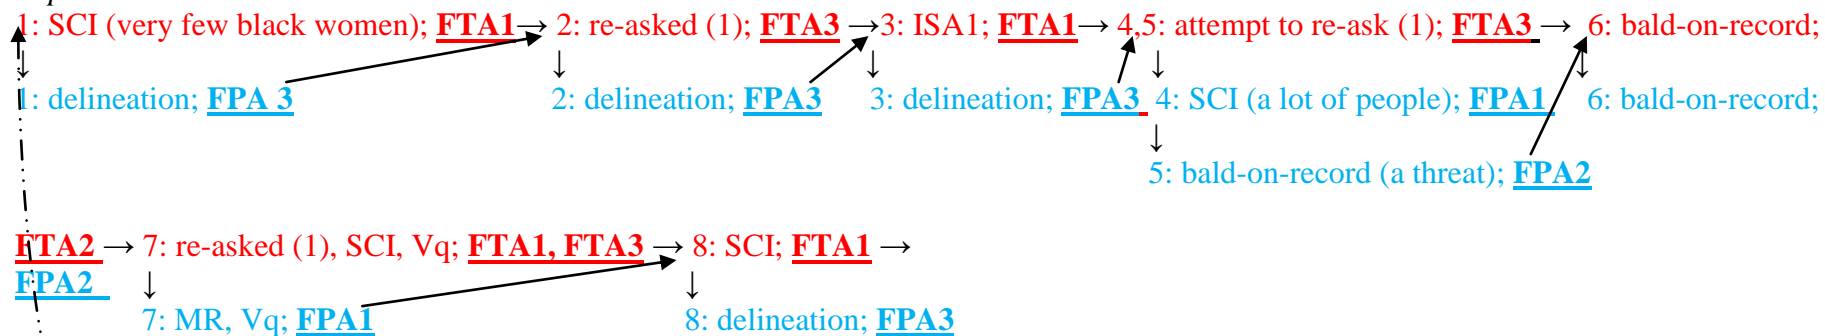 1: SCI (very few black women); FTA1→ 2: re-asked (1); FTA3 →3: ISA1; FTA1→ 4,5: attempt to re-ask (1); FTA3 → 6: bald-on-record;
↓ ↓ ↓ ↓ ↓
1: delineation; FPA 3 2: delineation; FPA3 3: delineation; FPA3 4: SCI (a lot of people); FPA1 6: bald-on-record;
↓
5: bald-on-record (a threat); FPA2
FTA2 → 7: re-asked (1), SCI, Vq; FTA1, FTA3 → 8: SCI; FTA1 →
FPA2 ↓ ↓
7: MR, Vq; FPA1 8: delineation; FPA3